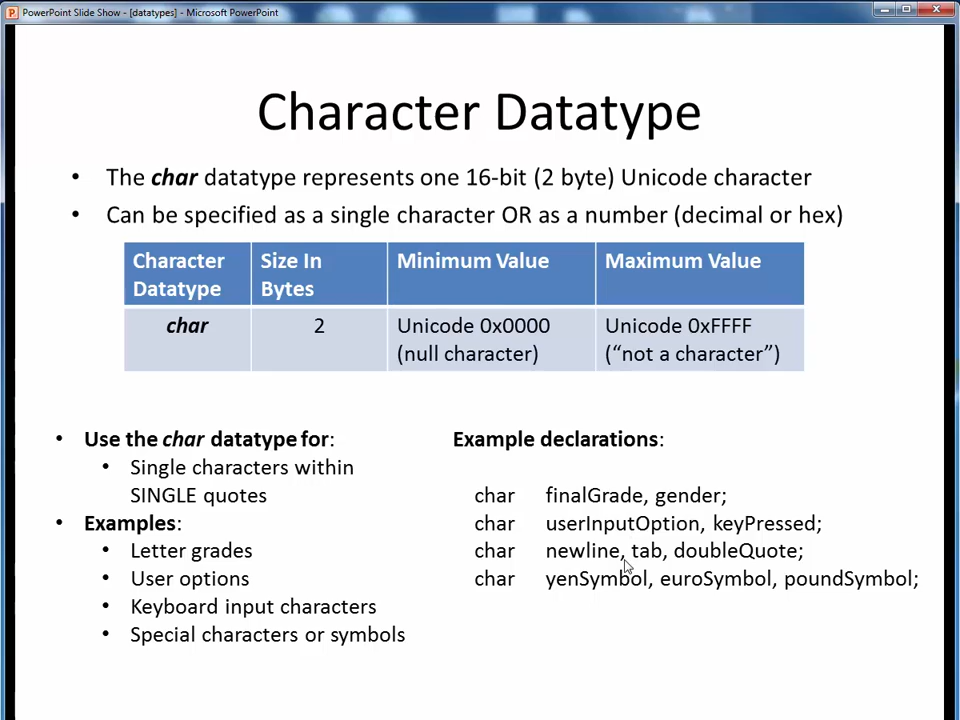 PowerPoint Slide Show - [datatypes] - Microsoft PowerPoint
Character Datatype
• The char datatype represents one 16-bit (2 byte) Unicode character
• Can be specified as a single character OR as a number (decimal or hex)
Character Datatype | Size In Bytes | Minimum Value | Maximum Value
char | 2 | Unicode 0x0000 (null character) | Unicode 0xFFFF (“not a character”)
• Use the char datatype for:
• Single characters within
SINGLE quotes
• Examples:
• Letter grades
• User options
• Keyboard input characters
• Special characters or symbols
Example declarations:
char finalGrade, gender;
char userInputOption, keyPressed;
char newline, tab, doubleQuote;
char yenSymbol, euroSymbol, poundSymbol;